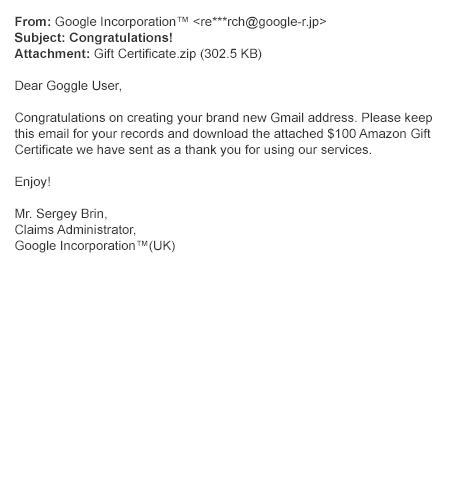 From: Google Incorporation™ <re***rch@google-r.jp>
Subject: Congratulations!
Attachment: Gift Certificate.zip (302.5 KB)
Dear Goggle User,
Congratulations on creating your brand new Gmail address. Please keep
this email for your records and download the attached $100 Amazon Gift
Certificate we have sent as a thank you for using our services.
Enjoy!
Mr. Sergey Brin,
Claims Administrator,
Google Incorporation™(UK)